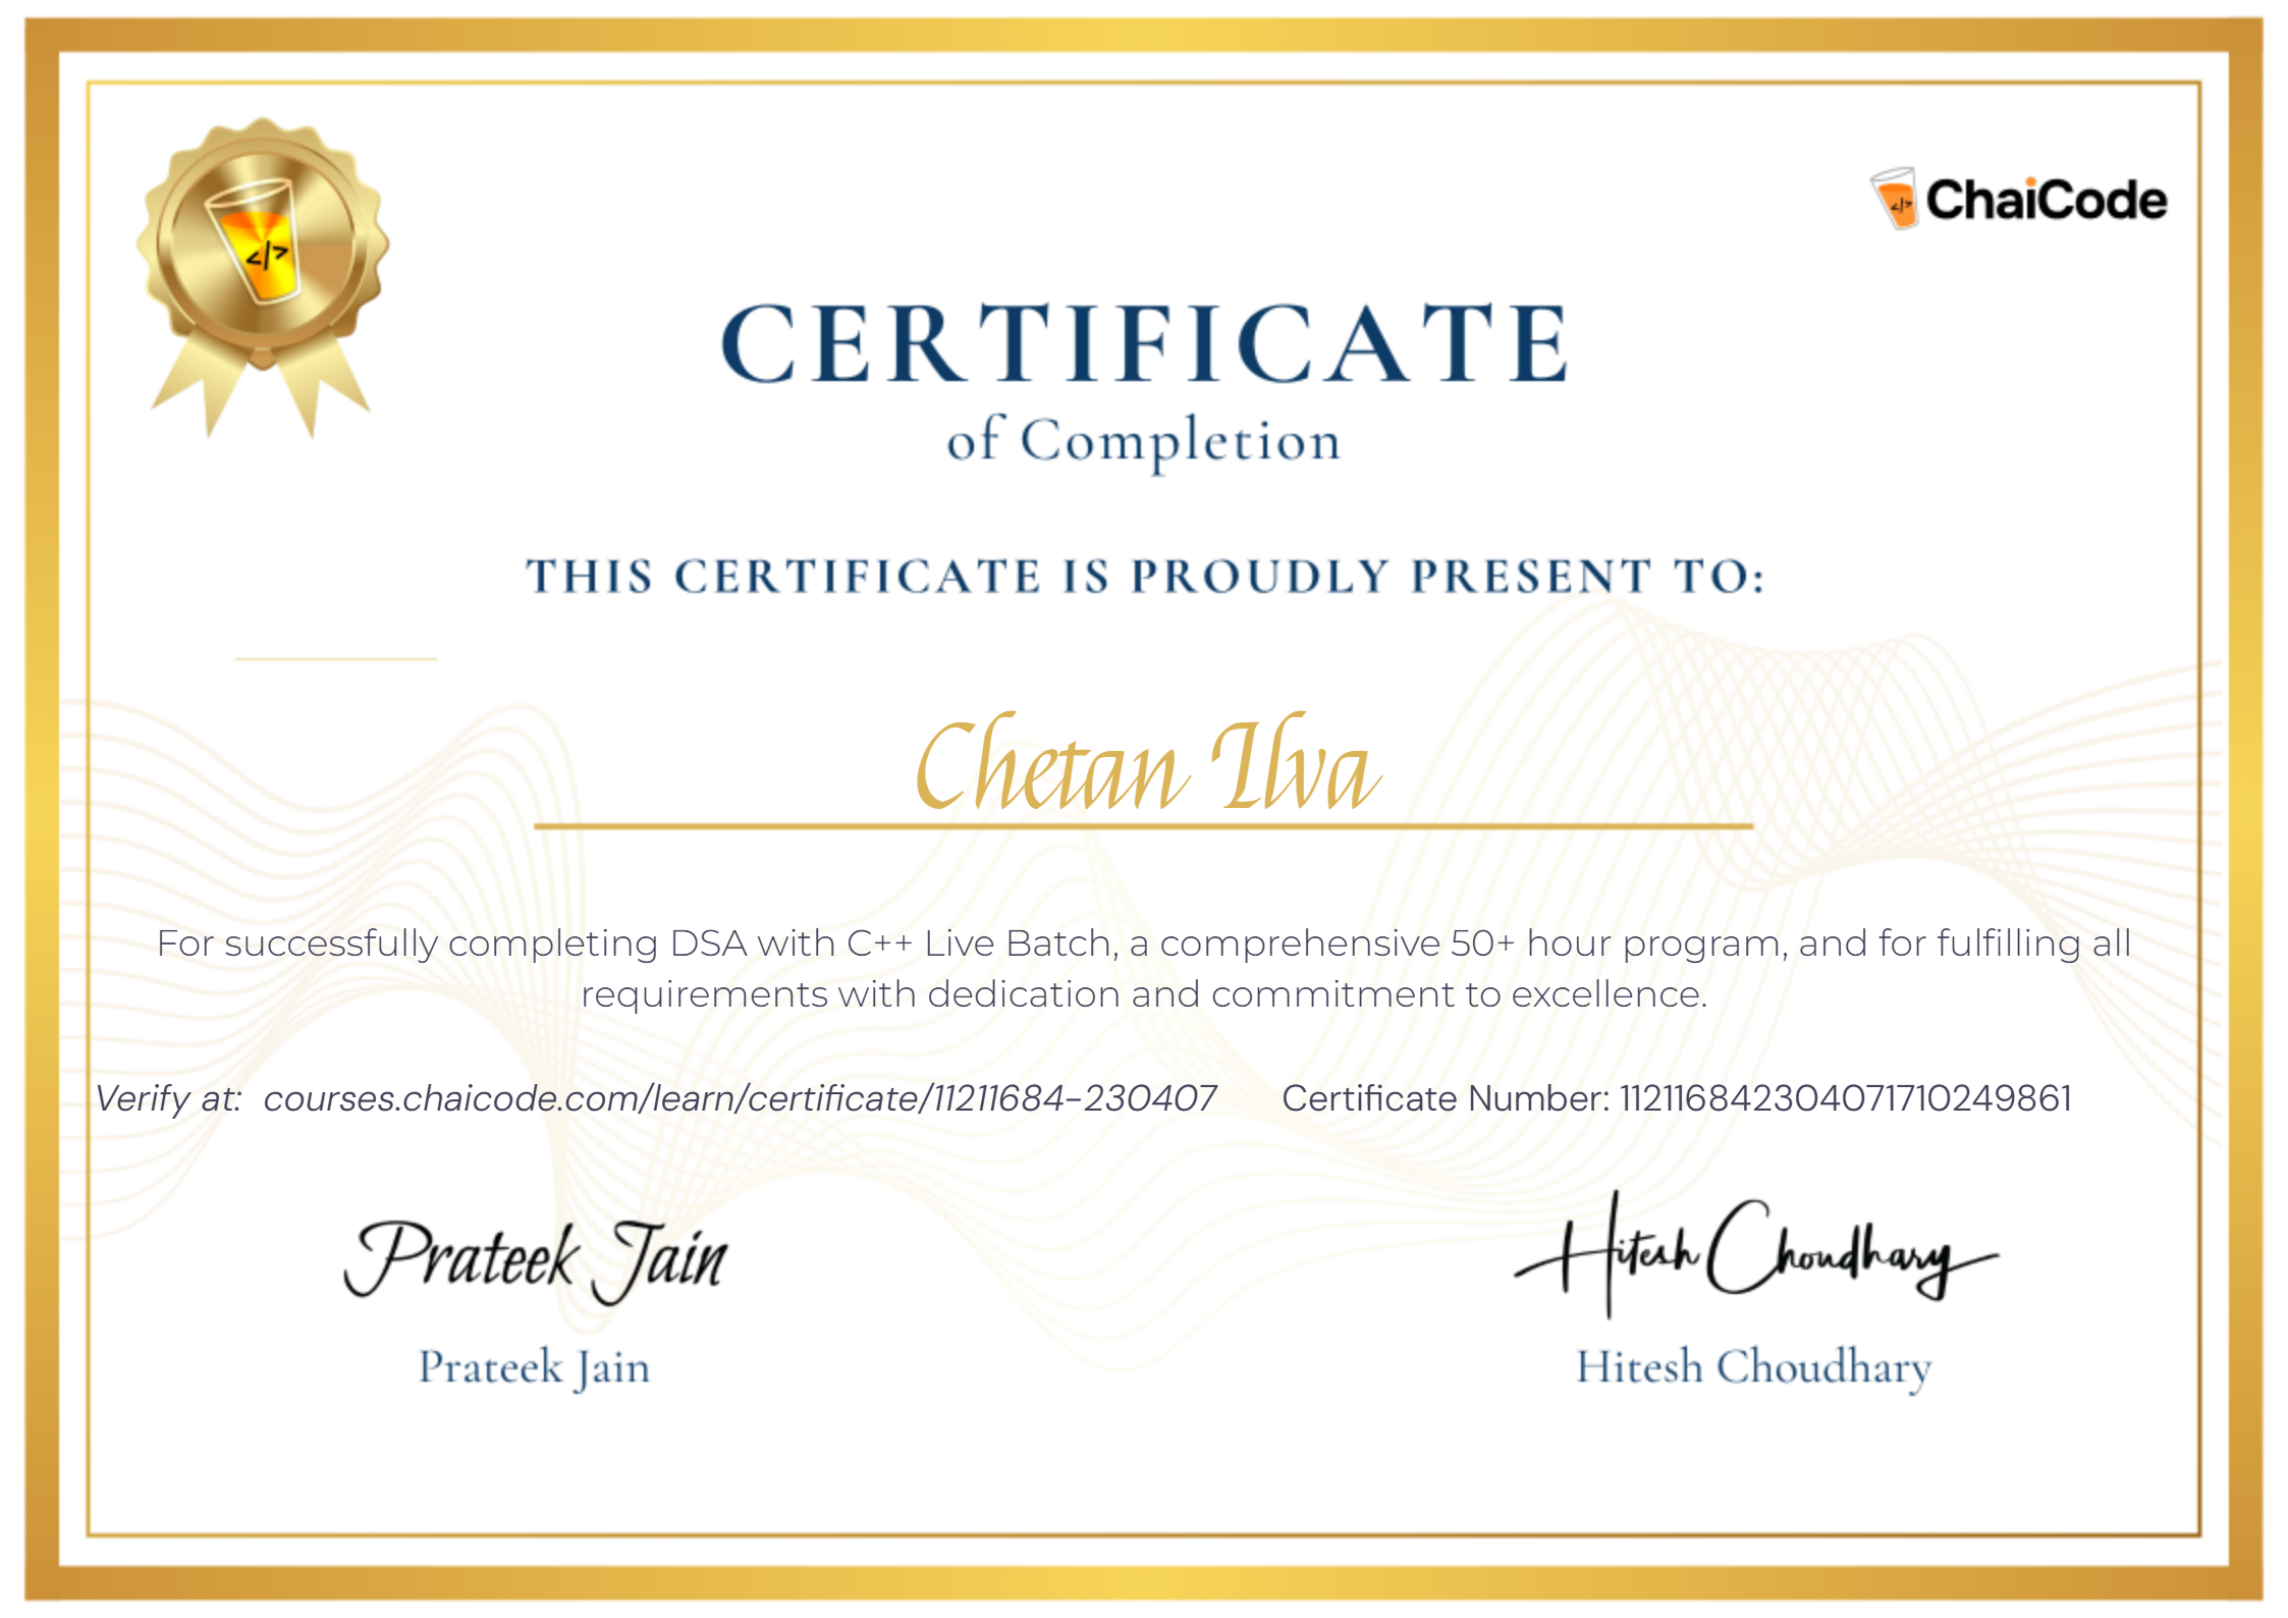 </>
</> ChaiCode
CERTIFICATE
of Completion
THIS CERTIFICATE IS PROUDLY PRESENT TO:
Chetan Ilva
For successfully completing DSA with C++ Live Batch, a comprehensive 50+ hour program, and for fulfilling all
requirements with dedication and commitment to excellence.
Verify at: courses.chaicode.com/learn/certificate/11211684-230407 Certificate Number: 112116842304071710249861
Prateek Jain Hitesh Choudhary
Prateek Jain Hitesh Choudhary